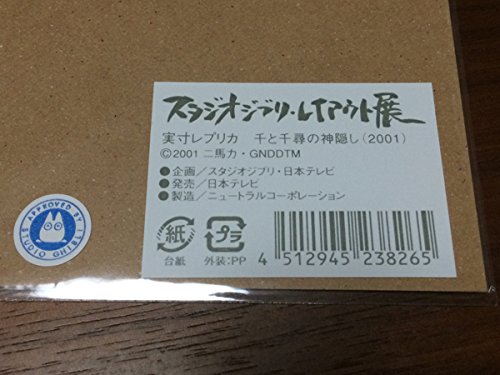 スタジオジブリ・レイアウト展
実寸レプリカ　千と千尋の神隠し(2001)
©2001 二馬力・GNDDTM
●企画/スタジオジブリ・日本テレビ
●発売/日本テレビ
●製造/ニュートラルコーポレーション
紙
プラ
台紙
外装:PP
4 512945 238265
APPROVED BY
STUDIO GHIBLI